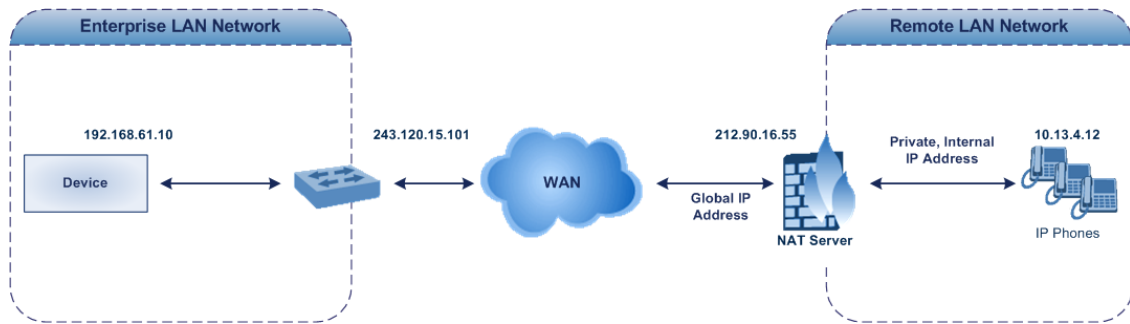 Enterprise LAN Network
Remote LAN Network
192.168.61.10
243.120.15.101
212.90.16.55
10.13.4.12
Private, Internal
IP Address
Device
WAN
Global IP
Address
NAT Server
IP Phones